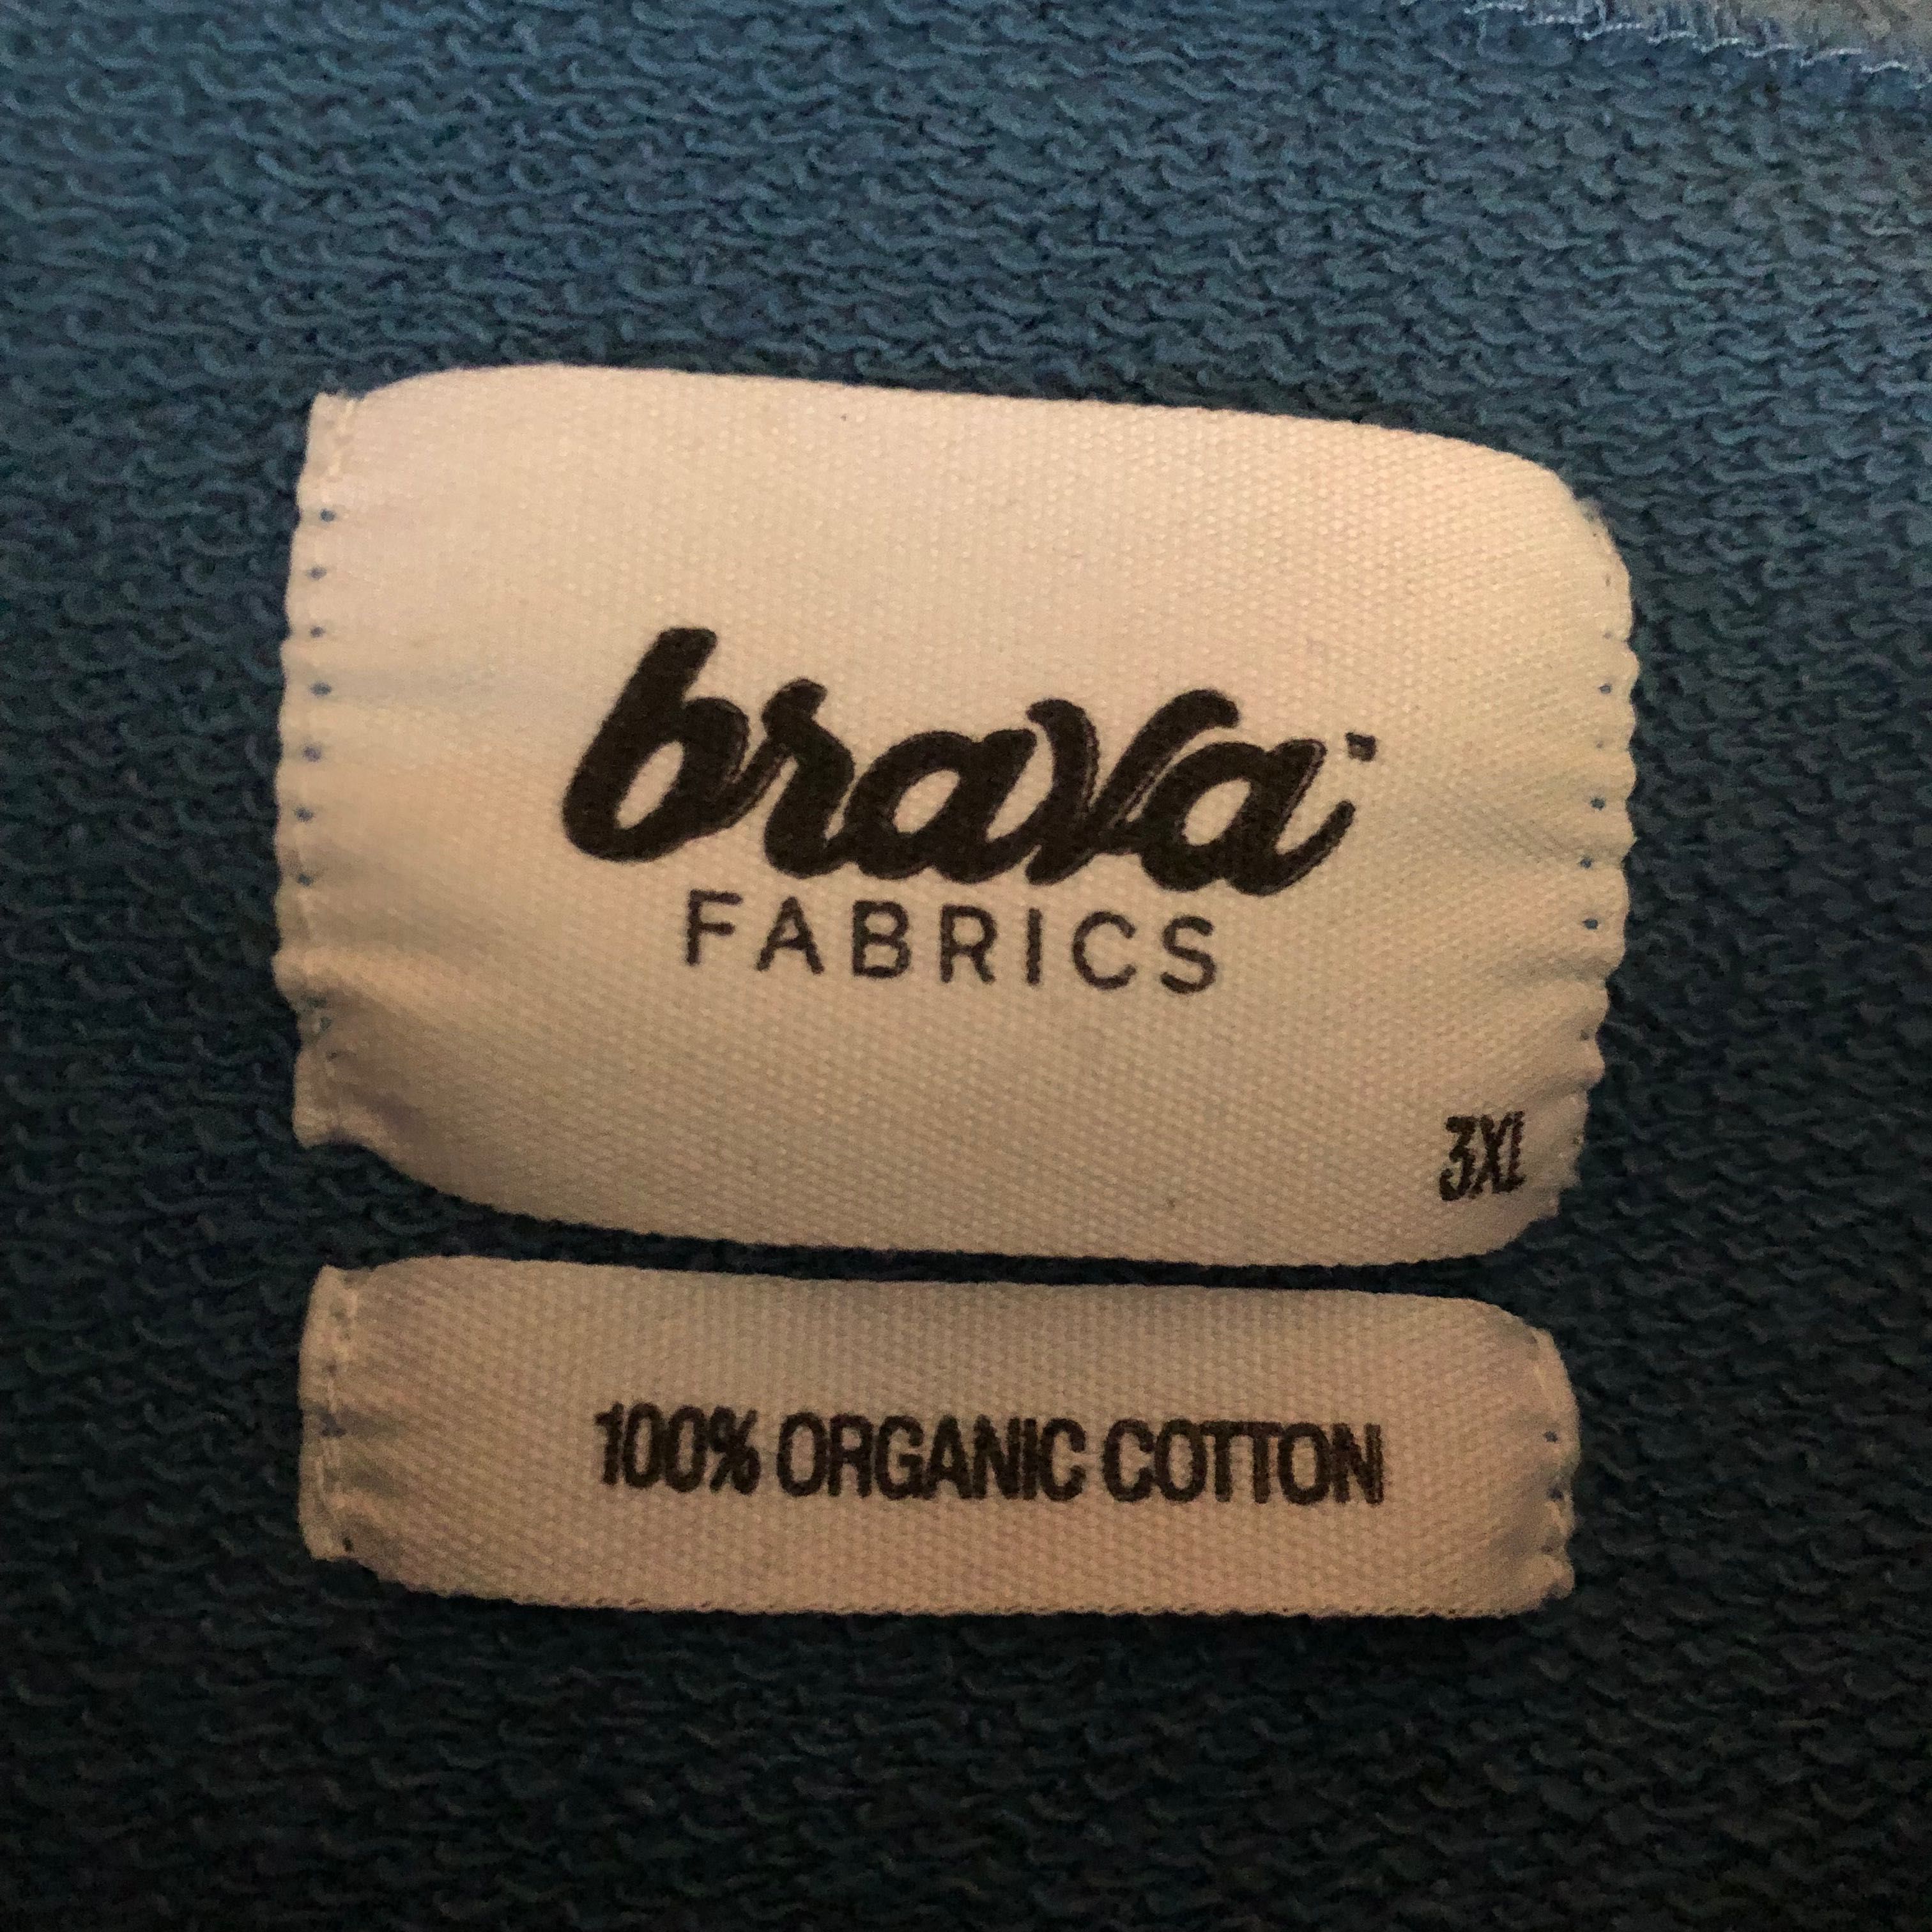 brava
FABRICS
3XL
100% ORGANIC COTTON